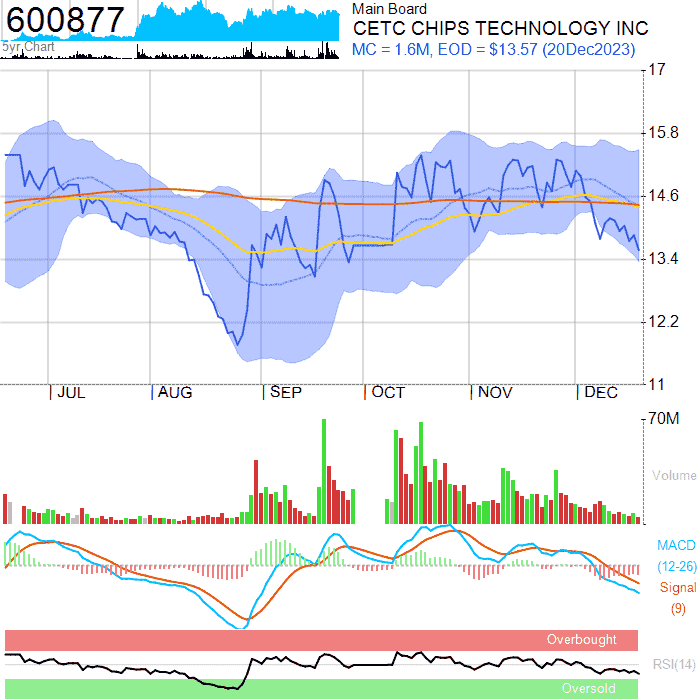 600877
Main Board
CETC CHIPS TECHNOLOGY INC
5yr Chart
MC = 1.6M, EOD = $13.57 (20Dec2023)
17
15.8
14.6
13.4
12.2
11
JUL
AUG
SEP
OCT
NOV
DEC
70M
Volume
MACD
(12-26)
Signal
(9)
Overbought
RSI(14)
Oversold